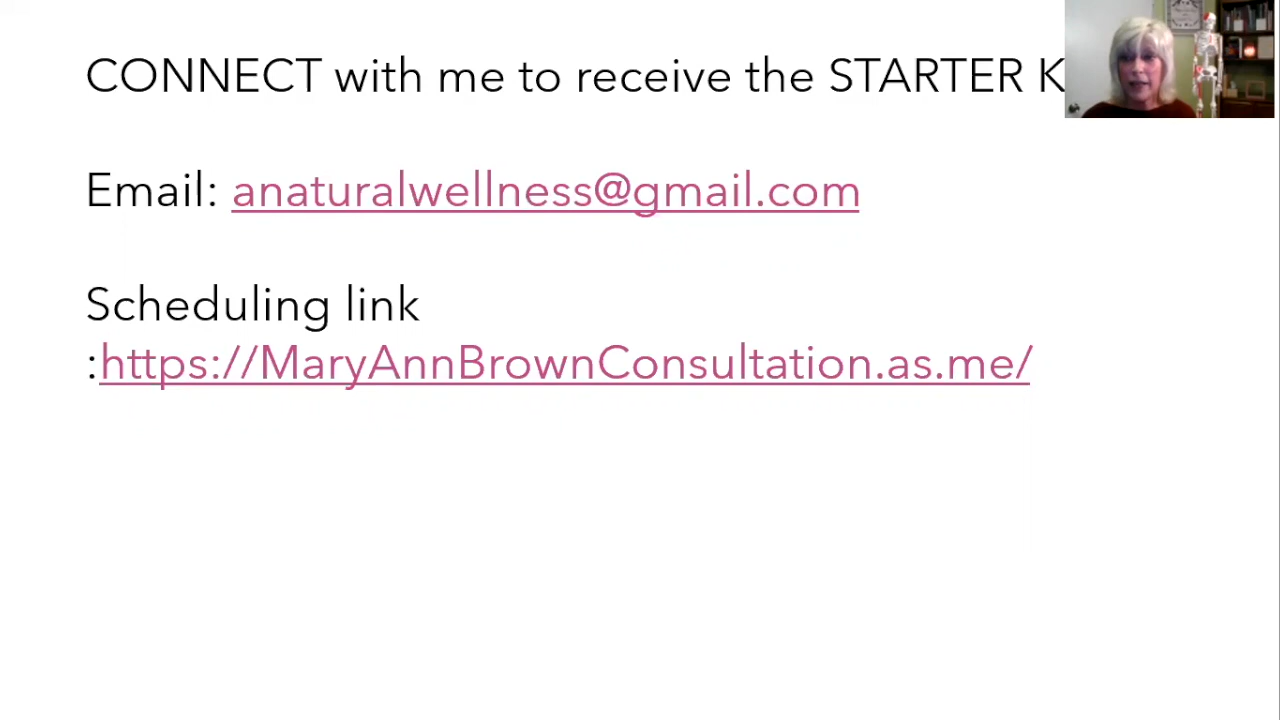 CONNECT with me to receive the STARTER K
Email: anaturalwellness@gmail.com
Scheduling link
:https://MaryAnnBrownConsultation.as.me/